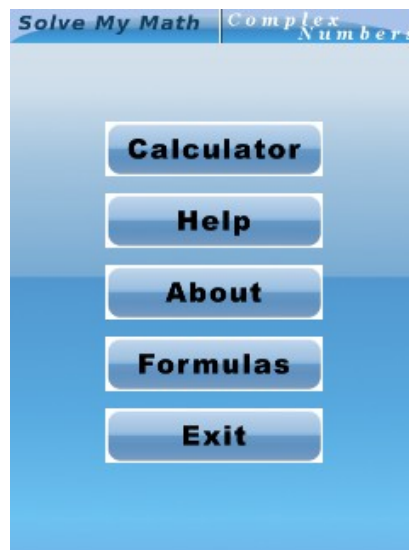 Solve My Math
Complex
Numbers
Calculator
Help
About
Formulas
Exit